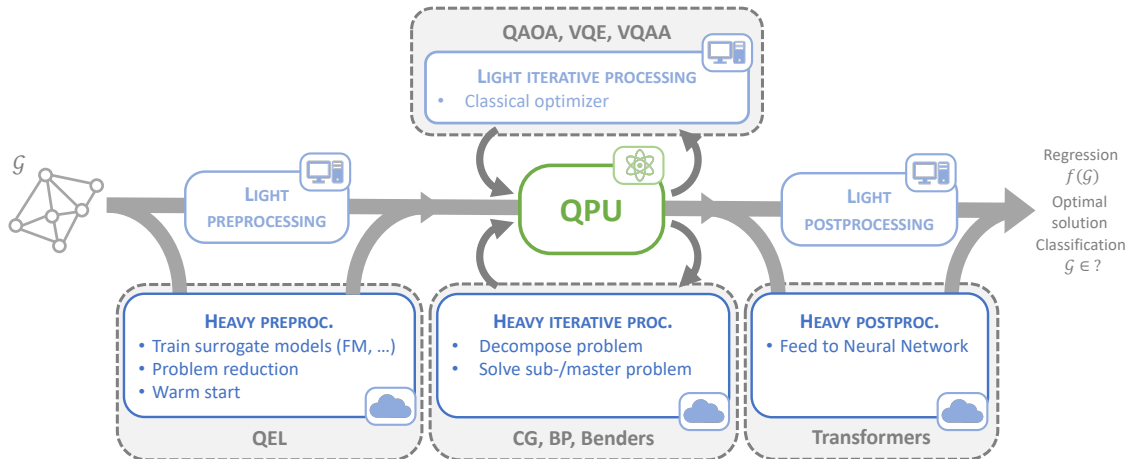 QAOA, VQE, VQAA
LIGHT ITERATIVE PROCESSING
• Classical optimizer
𝒢
LIGHT
PREPROCESSING
QPU
LIGHT
POSTPROCESSING
Regression
f(𝒢)
Optimal
solution
Classification
𝒢 ∈ ?
HEAVY PREPROC.
• Train surrogate models (FM, …)
• Problem reduction
• Warm start
QEL
HEAVY ITERATIVE PROC.
• Decompose problem
• Solve sub-/master problem
CG, BP, Benders
HEAVY POSTPROC.
• Feed to Neural Network
Transformers